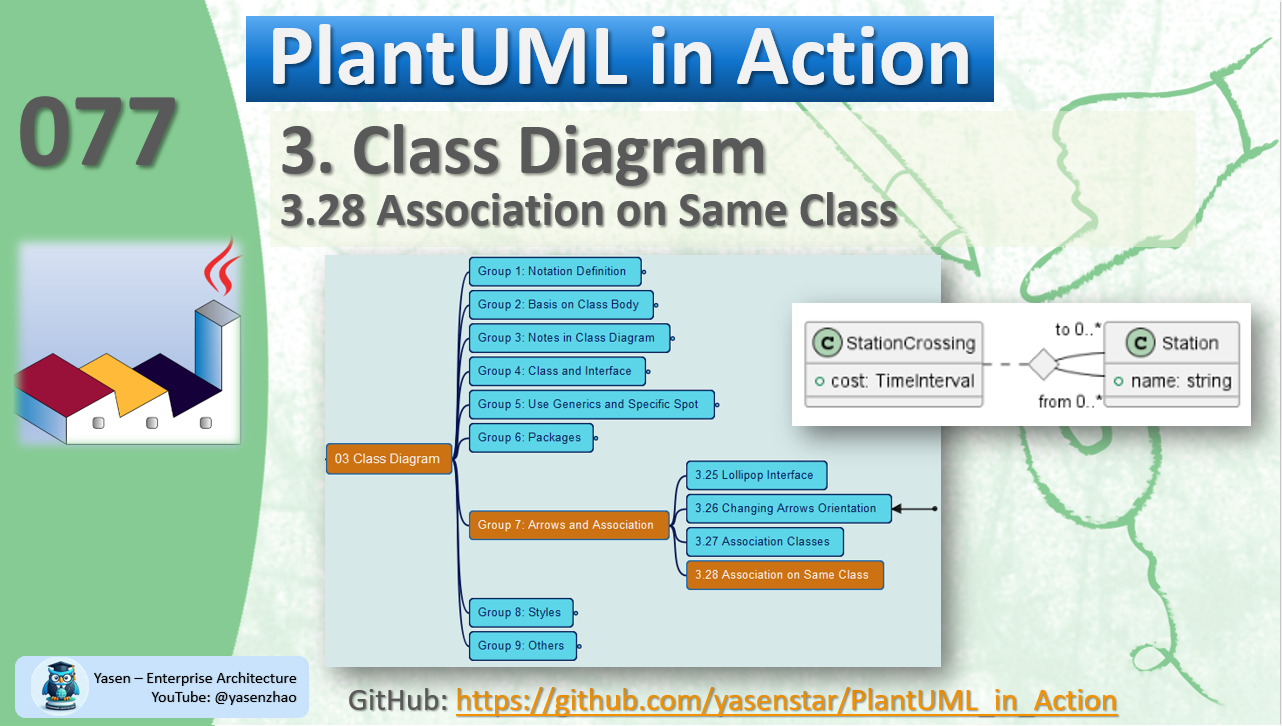 PlantUML in Action
077
3. Class Diagram
3.28 Association on Same Class
Group 1: Notation Definition
Group 2: Basis on Class Body
Group 3: Notes in Class Diagram
Group 4: Class and Interface
Group 5: Use Generics and Specific Spot
Group 6: Packages
03 Class Diagram
Group 7: Arrows and Association
3.25 Lollipop Interface
3.26 Changing Arrows Orientation
3.27 Association Classes
3.28 Association on Same Class
Group 8: Styles
Group 9: Others
C StationCrossing
cost: TimeInterval
to 0..*
from 0..*
C Station
name: string
Yasen – Enterprise Architecture
YouTube: @yasenzhao
GitHub: https://github.com/yasenstar/PlantUML_in_Action